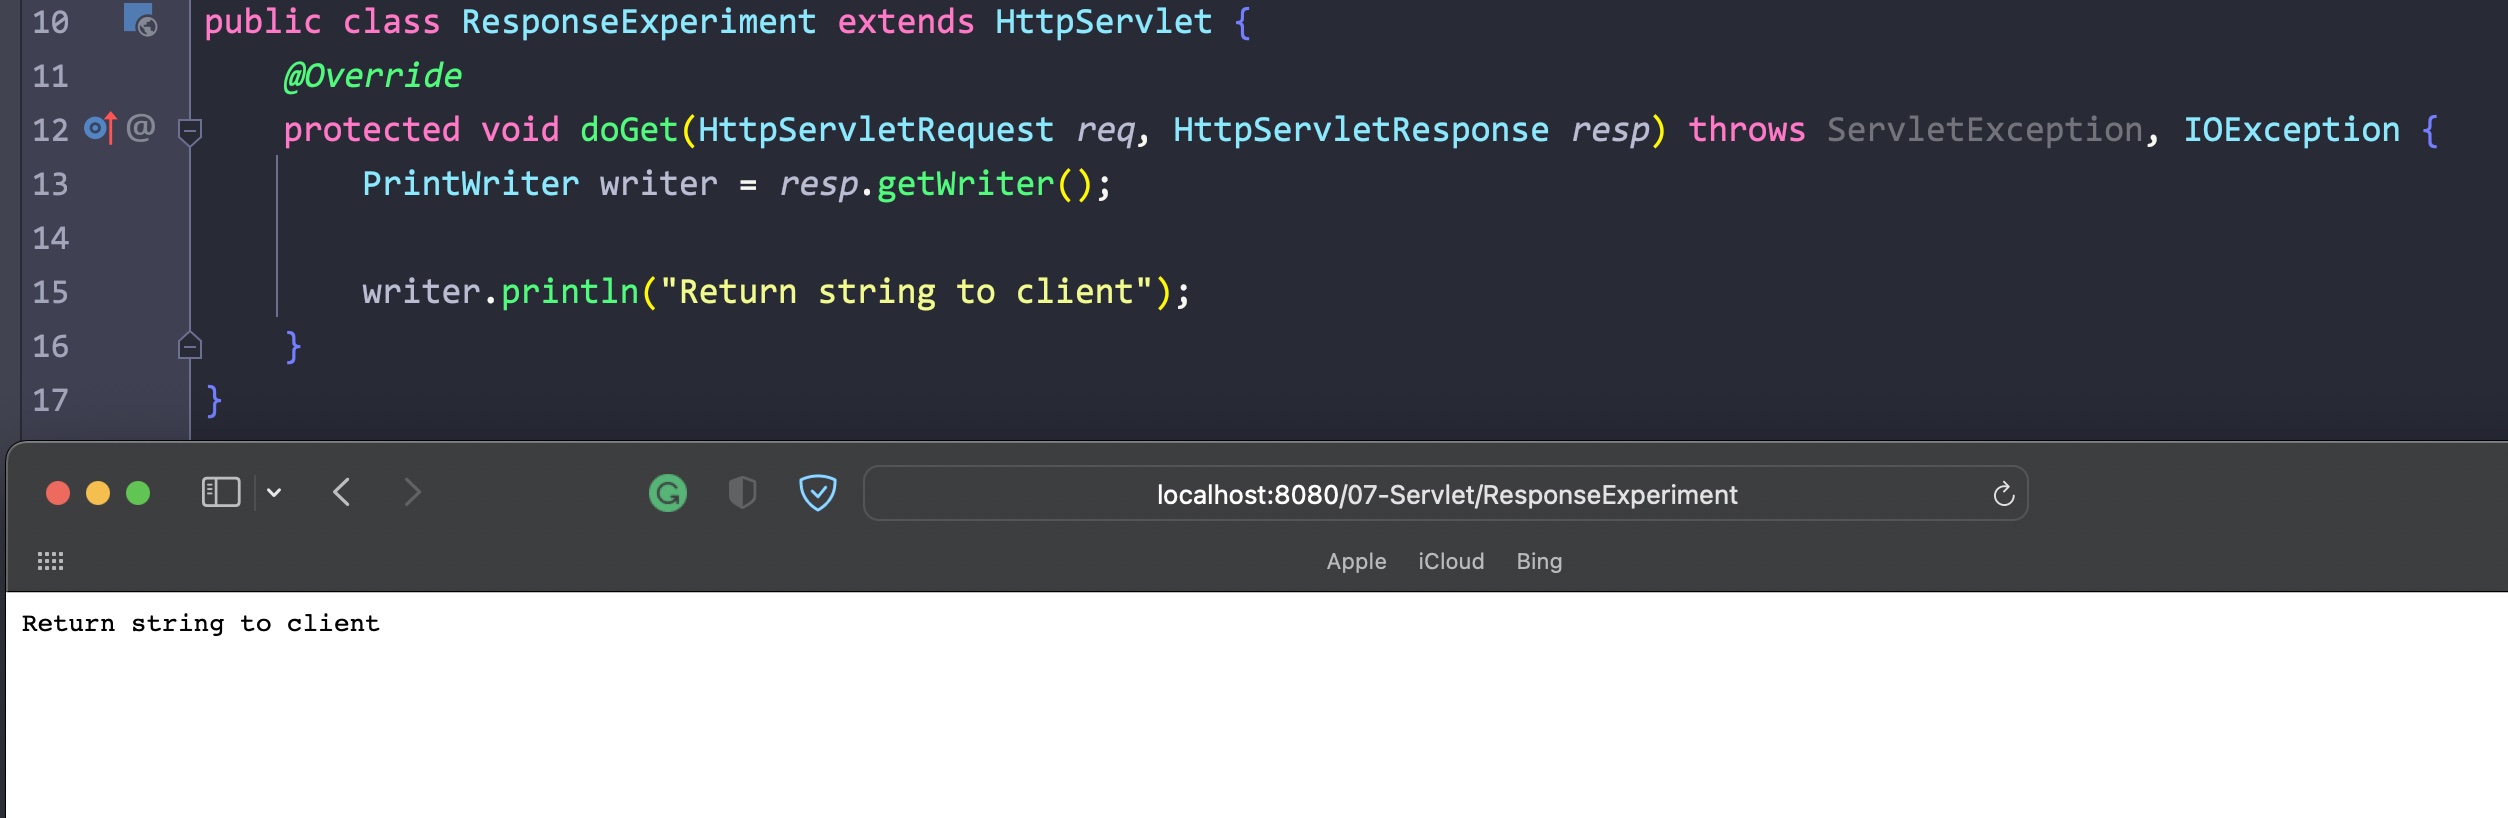 10 public class ResponseExperiment extends HttpServlet {
11 @Override
12 @ protected void doGet(HttpServletRequest req, HttpServletResponse resp) throws ServletException, IOException {
13 PrintWriter writer = resp.getWriter();
14
15 writer.println("Return string to client");
16 }
17 }
localhost:8080/07-Servlet/ResponseExperiment
Apple iCloud Bing
Return string to client